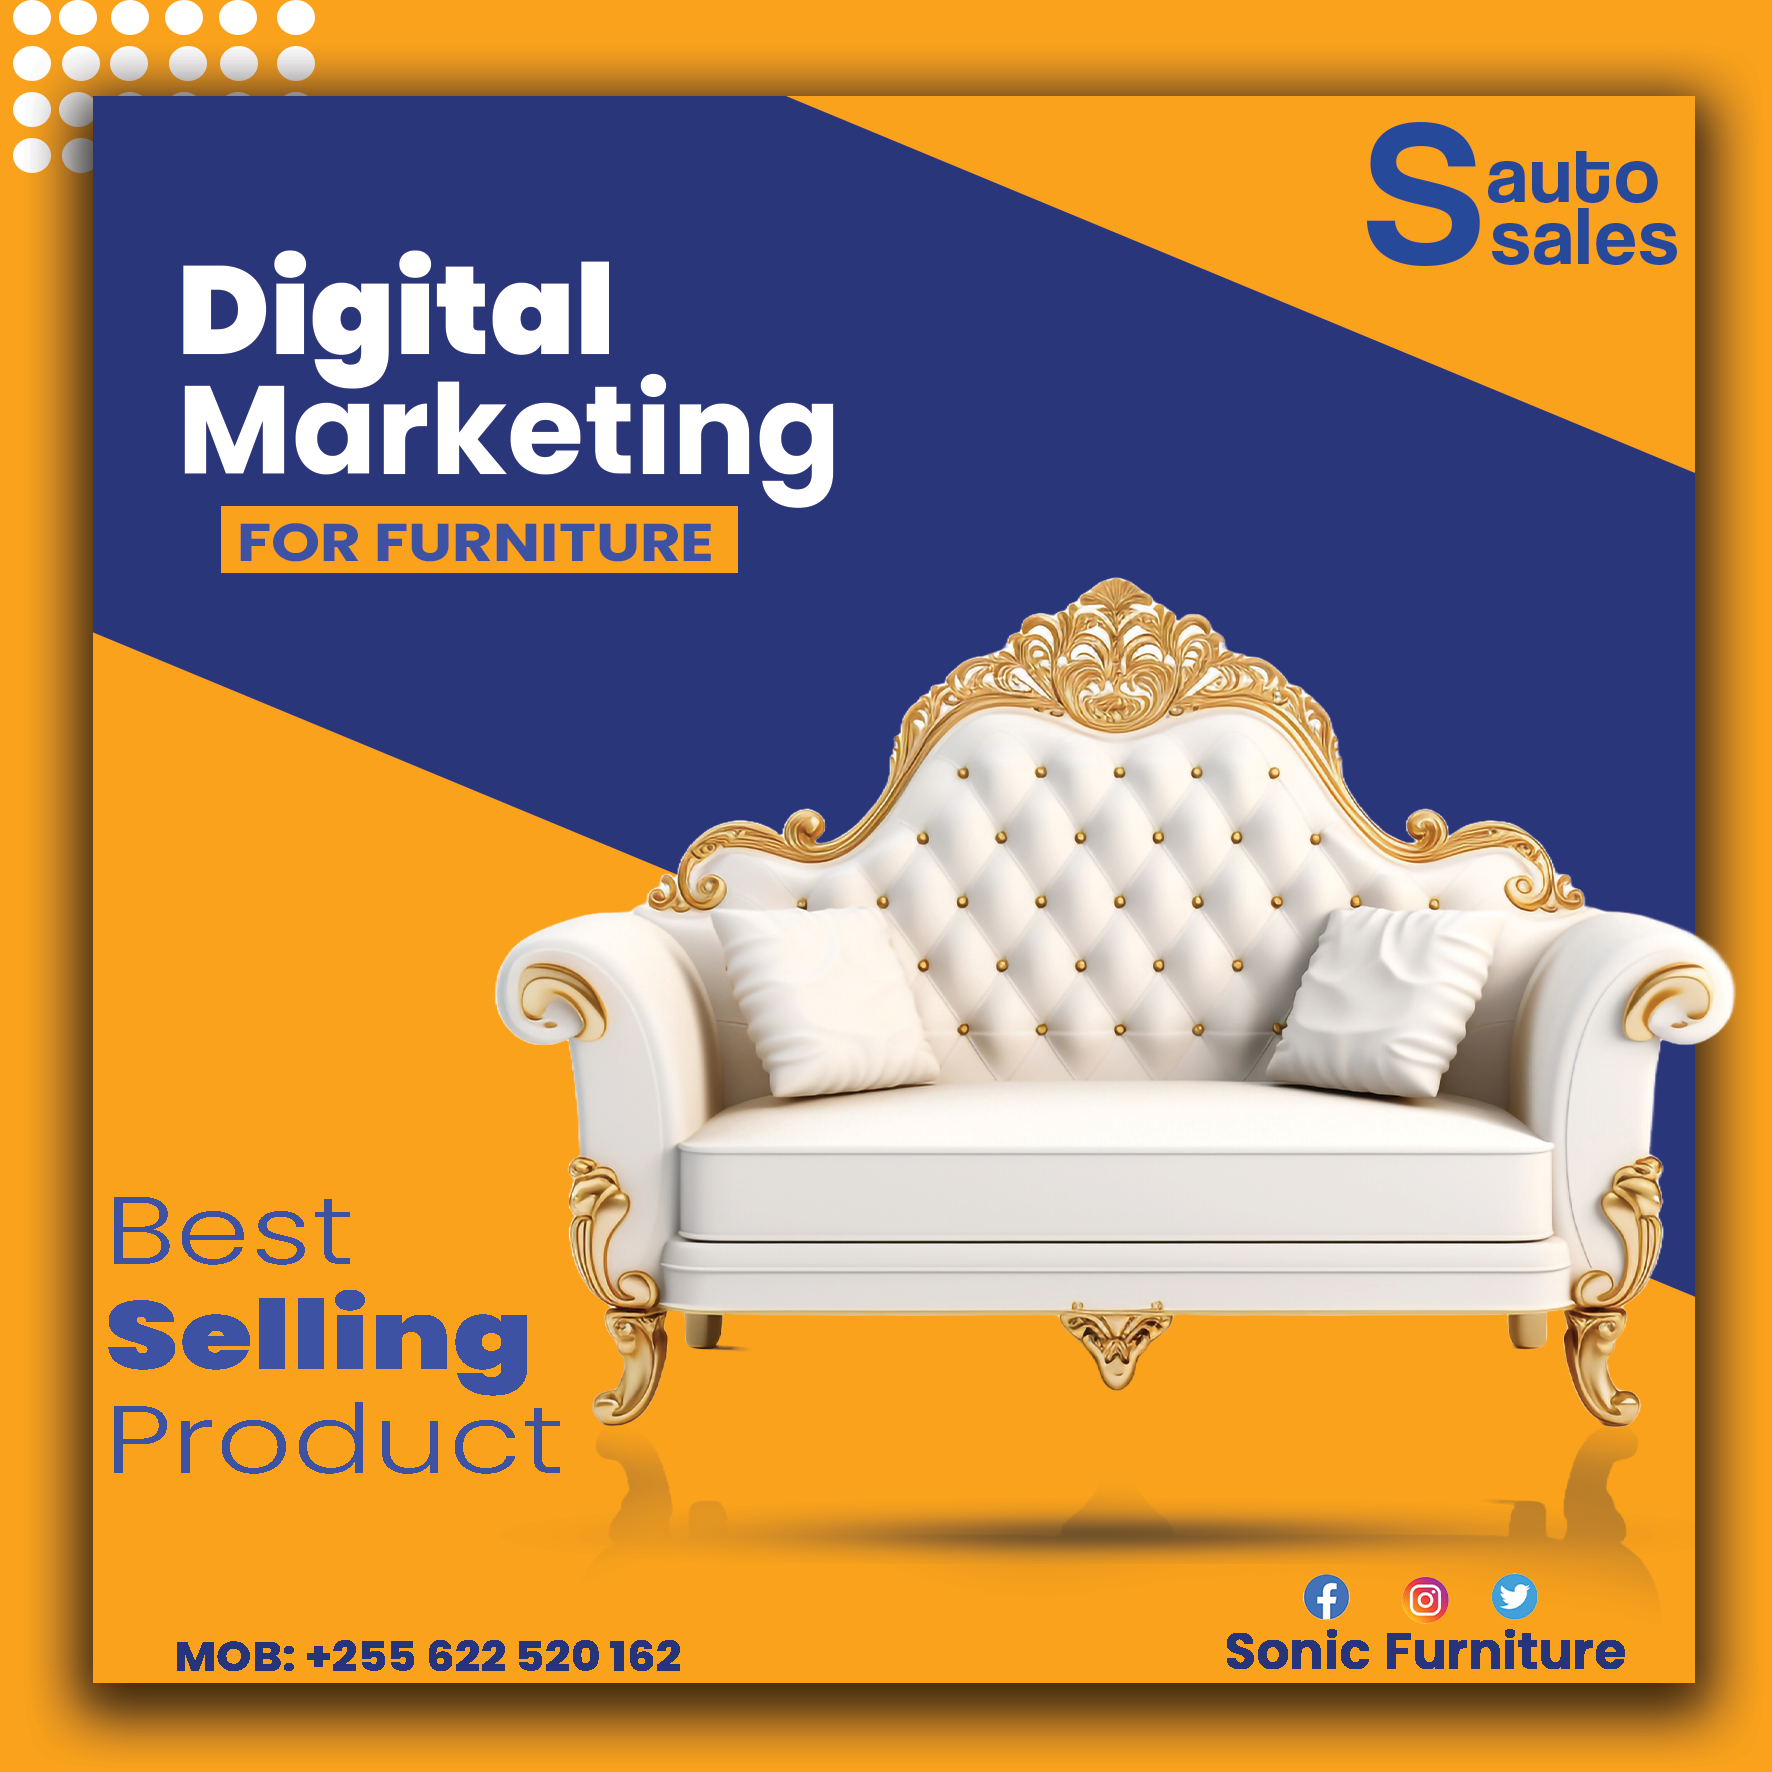 S auto
sales
Digital
Marketing
FOR FURNITURE
Best
Selling
Product
MOB: +255 622 520 162
Sonic Furniture